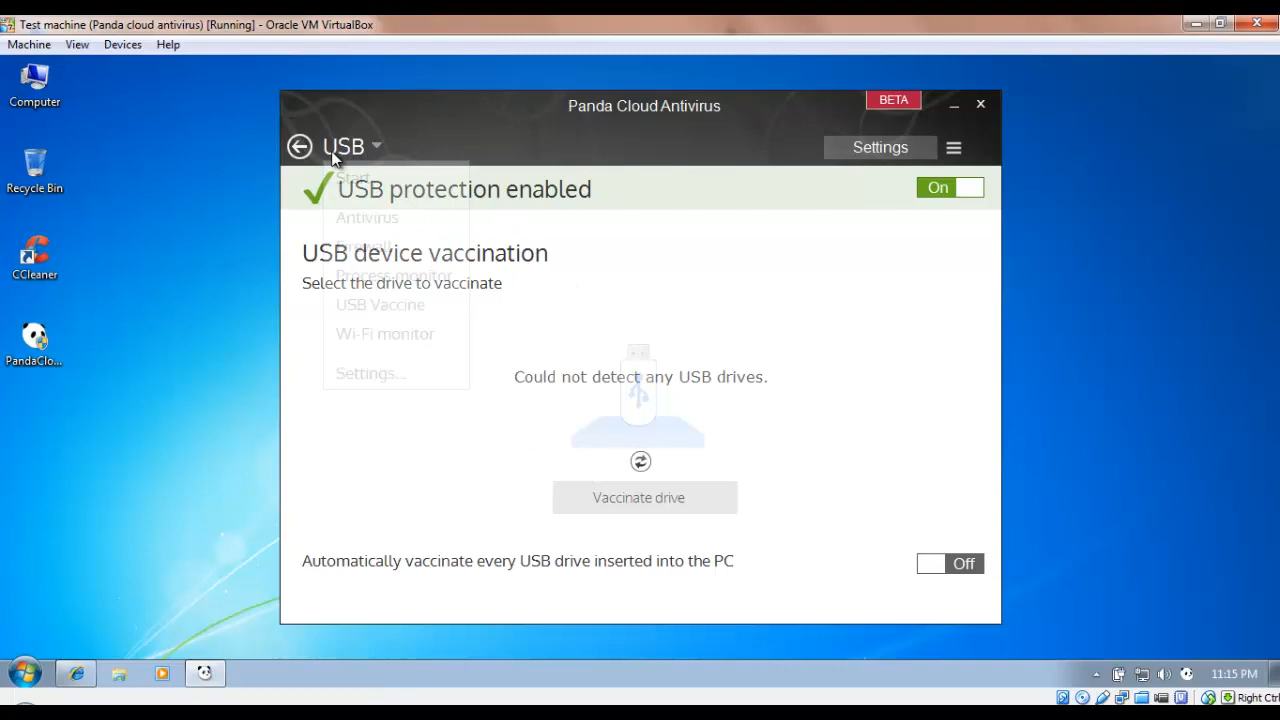 Test machine (Panda cloud antivirus) [Running] - Oracle VM VirtualBox
Machine View Devices Help
Computer
Recycle Bin
CCleaner
PandaClo...
Panda Cloud Antivirus
BETA
USB
Settings
Start
USB protection enabled
On
Antivirus
Firewall
USB device vaccination
Process monitor
Select the drive to vaccinate
USB Vaccine
Wi-Fi monitor
Settings...
Could not detect any USB drives.
Vaccinate drive
Automatically vaccinate every USB drive inserted into the PC
Off
11:15 PM
Right Ctrl